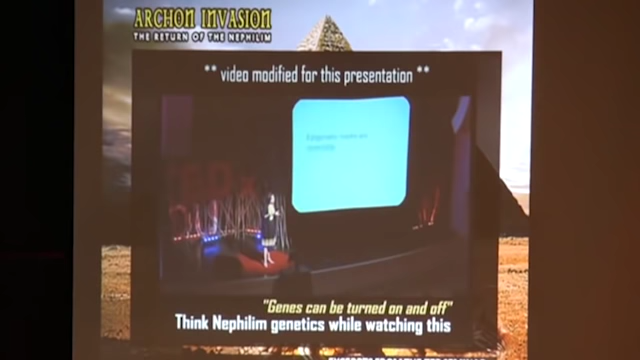 ARCHON INVASION
THE RETURN OF THE NEPHILIM
** video modified for this presentation **
"Genes can be turned on and off"
Think Nephilim genetics while watching this